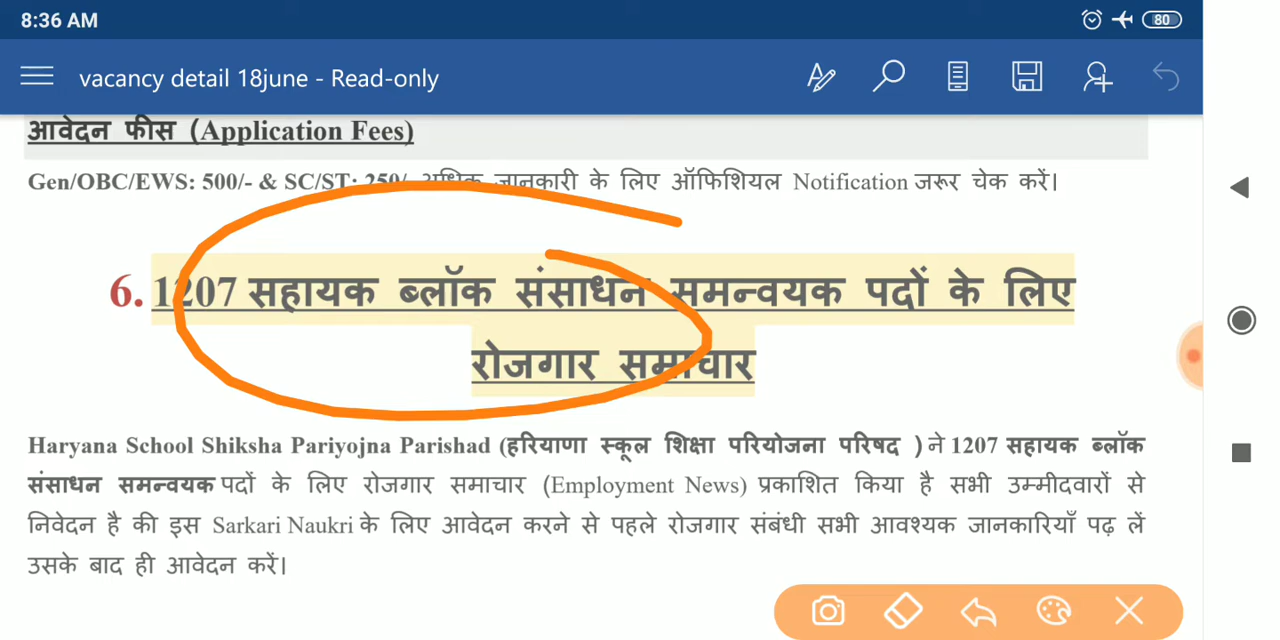 8:36 AM
80
vacancy detail 18june - Read-only
आवेदन फीस (Application Fees)
Gen/OBC/EWS: 500/- & SC/ST: 250/- अधिक जानकारी के लिए ऑफिशियल Notification जरूर चेक करें।
6. 1207 सहायक ब्लॉक संसाधन समन्वयक पदों के लिए
रोजगार समाचार
Haryana School Shiksha Pariyojna Parishad (हरियाणा स्कूल शिक्षा परियोजना परिषद ) ने 1207 सहायक ब्लॉक
संसाधन समन्वयक पदों के लिए रोजगार समाचार (Employment News) प्रकाशित किया है सभी उम्मीदवारों से
निवेदन है की इस Sarkari Naukri के लिए आवेदन करने से पहले रोजगार संबंधी सभी आवश्यक जानकारियाँ पढ़ लें
उसके बाद ही आवेदन करें।